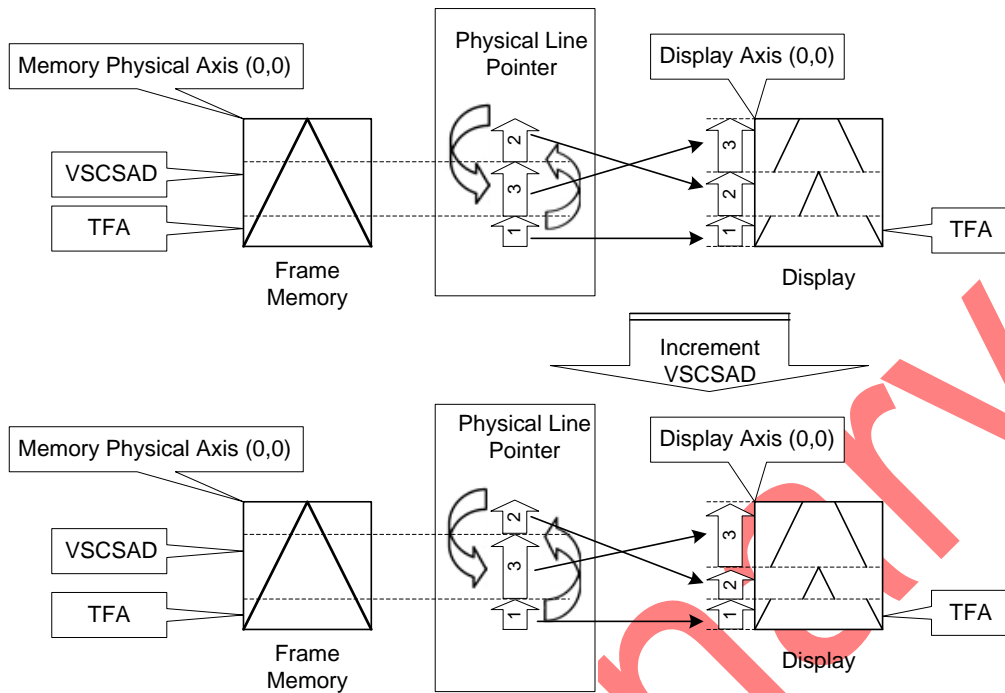 Physical Line
Pointer
Memory Physical Axis (0,0)
Display Axis (0,0)
VSCSAD
TFA
2
3
1
3
2
1
TFA
Frame
Memory
Display
Increment
VSCSAD
Physical Line
Pointer
Memory Physical Axis (0,0)
Display Axis (0,0)
VSCSAD
TFA
2
3
1
3
2
1
TFA
Frame
Memory
Display